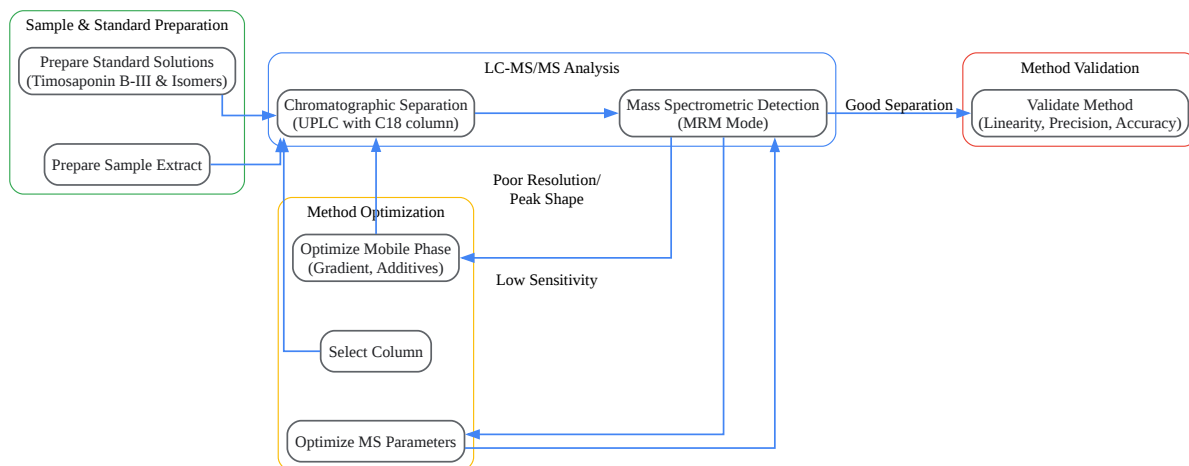 Sample & Standard Preparation
Prepare Standard Solutions
(Timosaponin B-III & Isomers)
Prepare Sample Extract
LC-MS/MS Analysis
Chromatographic Separation
(UPLC with C18 column)
Mass Spectrometric Detection
(MRM Mode)
Good Separation
Method Validation
Validate Method
(Linearity, Precision, Accuracy)
Poor Resolution/
Peak Shape
Method Optimization
Optimize Mobile Phase
(Gradient, Additives)
Low Sensitivity
Select Column
Optimize MS Parameters